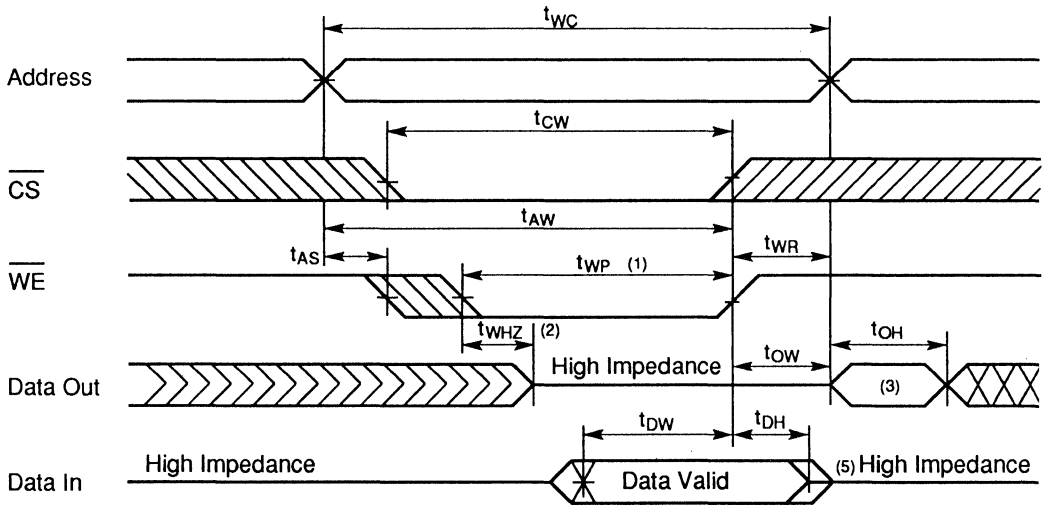 tWC
Address
tCW
CS
tAW
tAS
tWR
WE
tWP (1)
tWHZ (2)
tOH
High Impedance
tOW
Data Out
(3)
tDW
tDH
High Impedance
(5) High Impedance
Data In
Data Valid